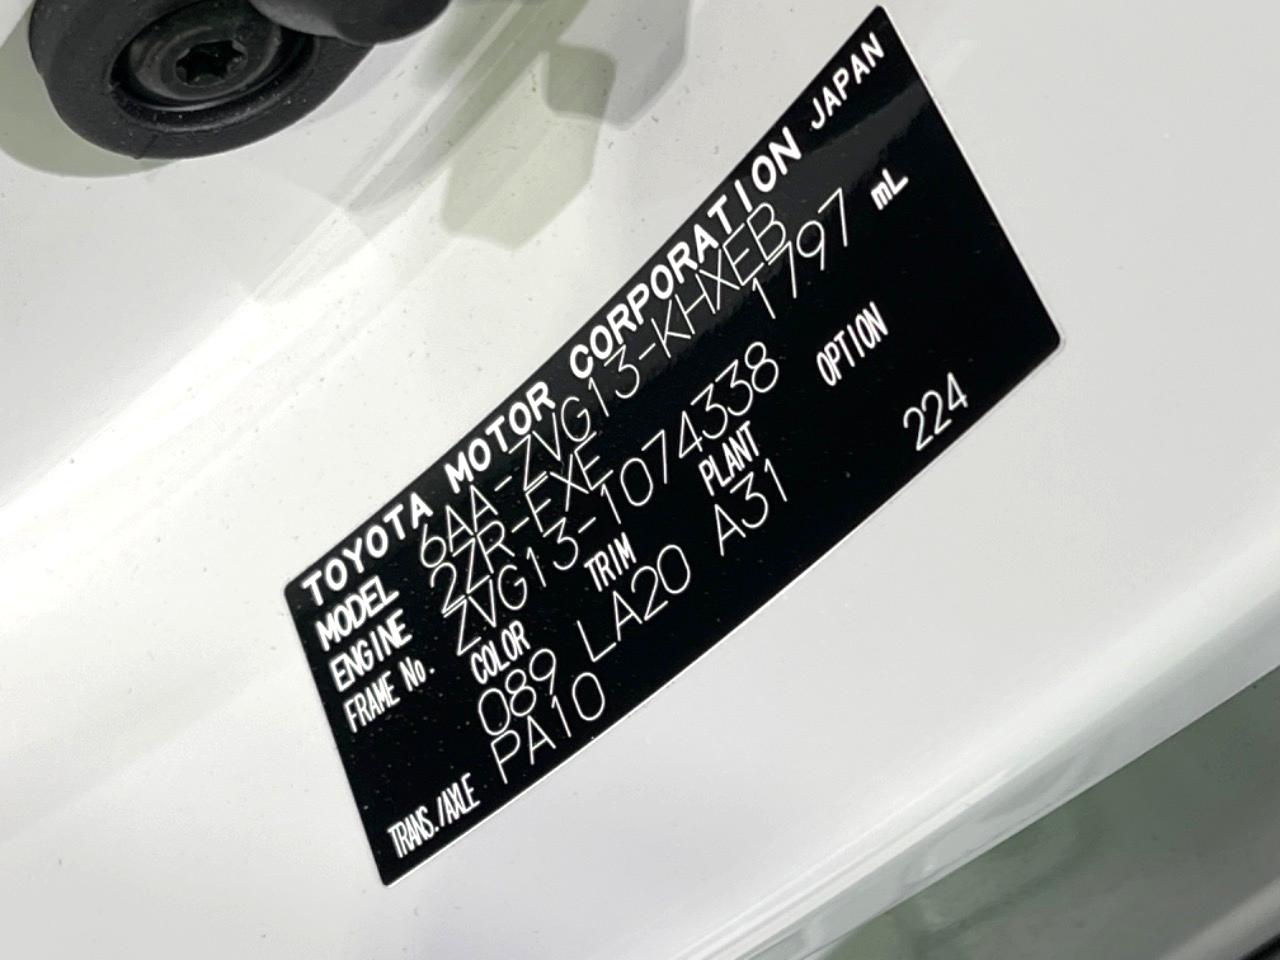 TOYOTA MOTOR CORPORATION JAPAN
MODEL 6AA-ZVG13-KHXEB
ENGINE 2ZR-EXE 1797 mL
FRAME No. ZVG13-1074338
COLOR TRIM PLANT OPTION
089 LA20 A31 224
TRANS./AXLE PA10